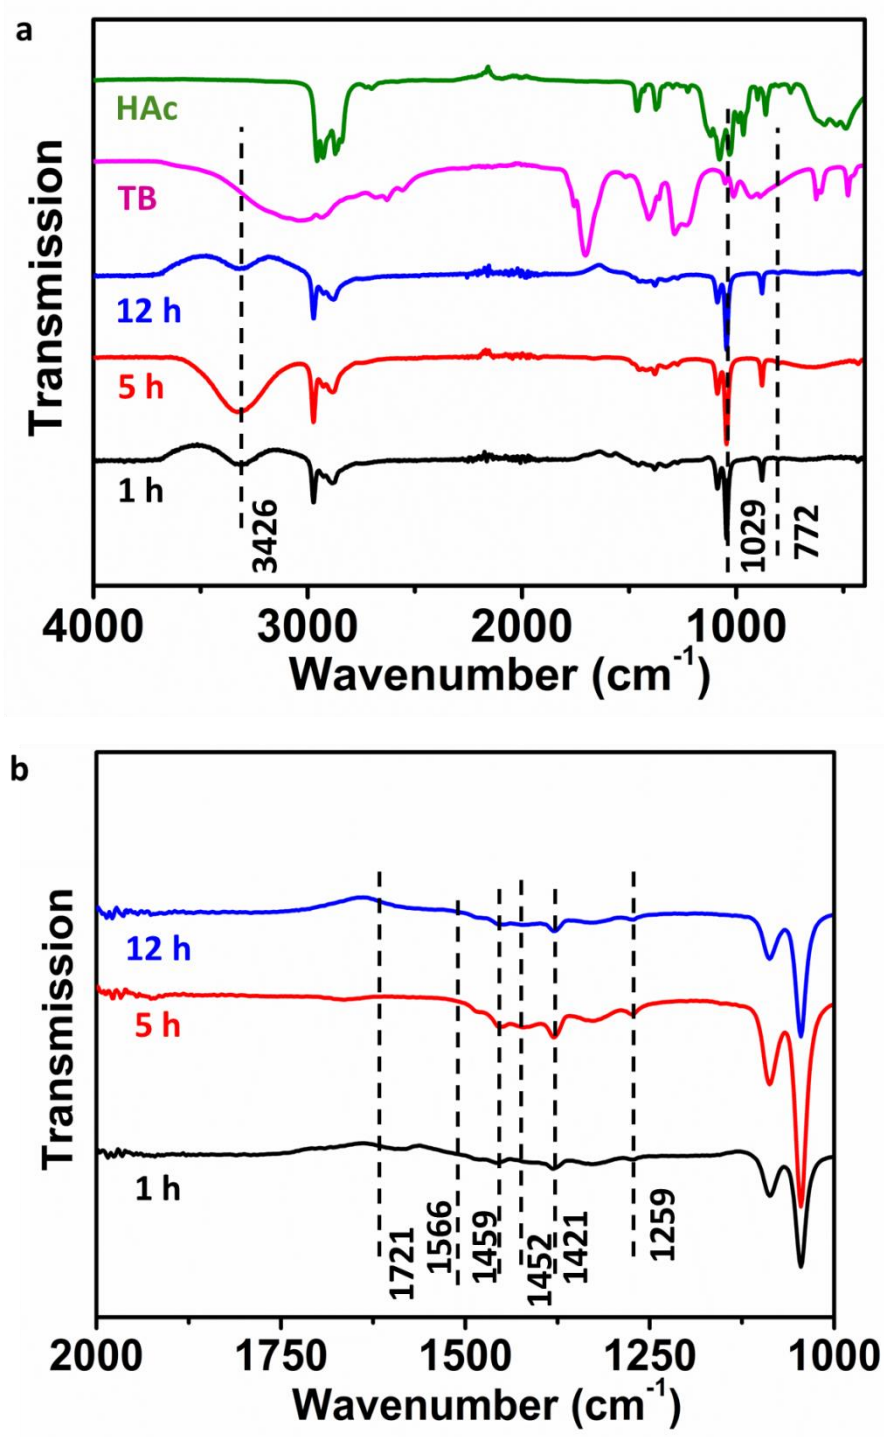 a
HAc
TB
12 h
5 h
1 h
3426
1029
772
Transmission
4000
3000
2000
1000
Wavenumber (cm-1)
b
12 h
5 h
1 h
1721
1566
1459
1452
1421
1259
Transmission
2000
1750
1500
1250
1000
Wavenumber (cm-1)